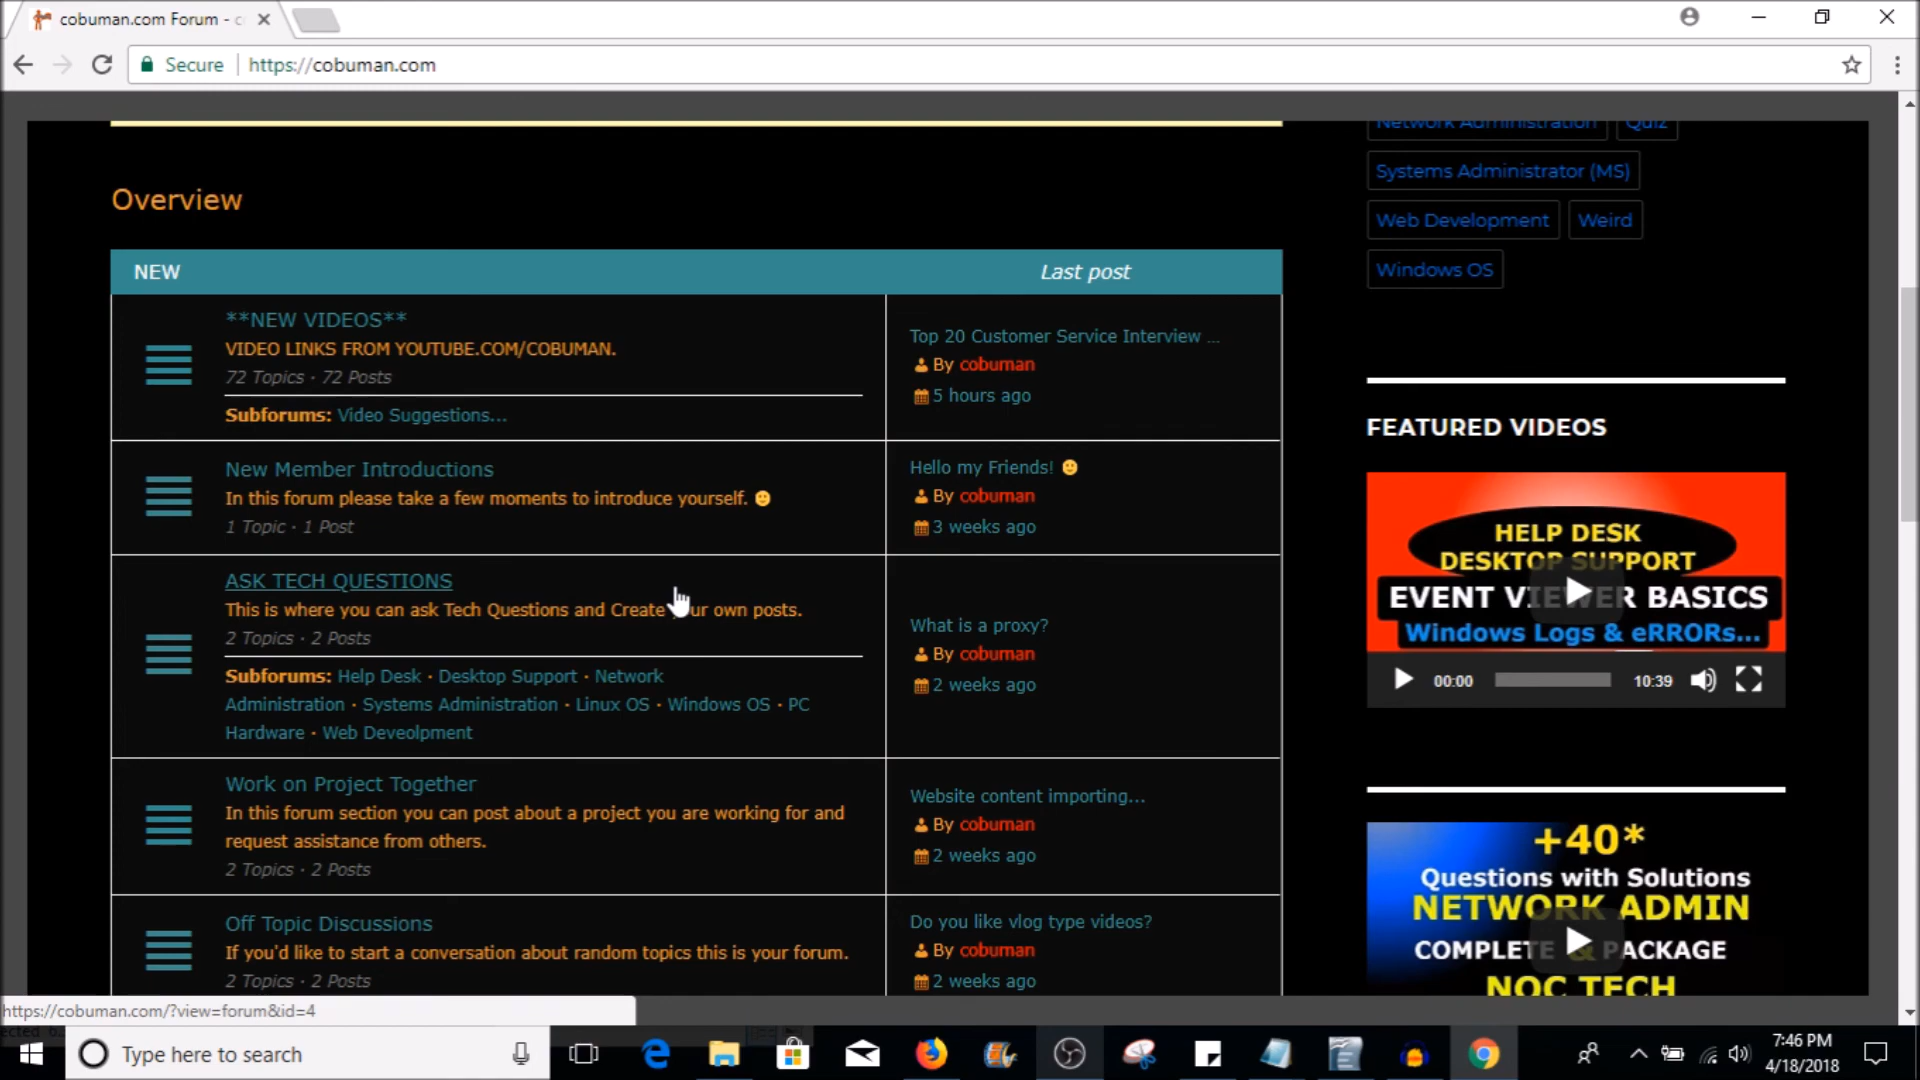 cobuman.com Forum - c
Secure https://cobuman.com
Network Administration Quiz
Systems Administrator (MS)
Web Development Weird
Windows OS
Overview
NEW Last post
**NEW VIDEOS**
VIDEO LINKS FROM YOUTUBE.COM/COBUMAN.
72 Topics · 72 Posts
Subforums: Video Suggestions...
Top 20 Customer Service Interview ...
By cobuman
5 hours ago
New Member Introductions
In this forum please take a few moments to introduce yourself. 🙂
1 Topic · 1 Post
Hello my Friends! 🙂
By cobuman
3 weeks ago
ASK TECH QUESTIONS
This is where you can ask Tech Questions and Create your own posts.
2 Topics · 2 Posts
Subforums: Help Desk · Desktop Support · Network
Administration · Systems Administration · Linux OS · Windows OS · PC
Hardware · Web Deveolpment
What is a proxy?
By cobuman
2 weeks ago
Work on Project Together
In this forum section you can post about a project you are working for and
request assistance from others.
2 Topics · 2 Posts
Website content importing...
By cobuman
2 weeks ago
Off Topic Discussions
If you'd like to start a conversation about random topics this is your forum.
2 Topics · 2 Posts
Do you like vlog type videos?
By cobuman
2 weeks ago
FEATURED VIDEOS
HELP DESK
DESKTOP SUPPORT
EVENT VIEWER BASICS
Windows Logs & eRRORs...
00:00 10:39
+40*
Questions with Solutions
NETWORK ADMIN
COMPLETE & PACKAGE
NOC TECH
https://cobuman.com/?view=forum&id=4
Type here to search
7:46 PM
4/18/2018